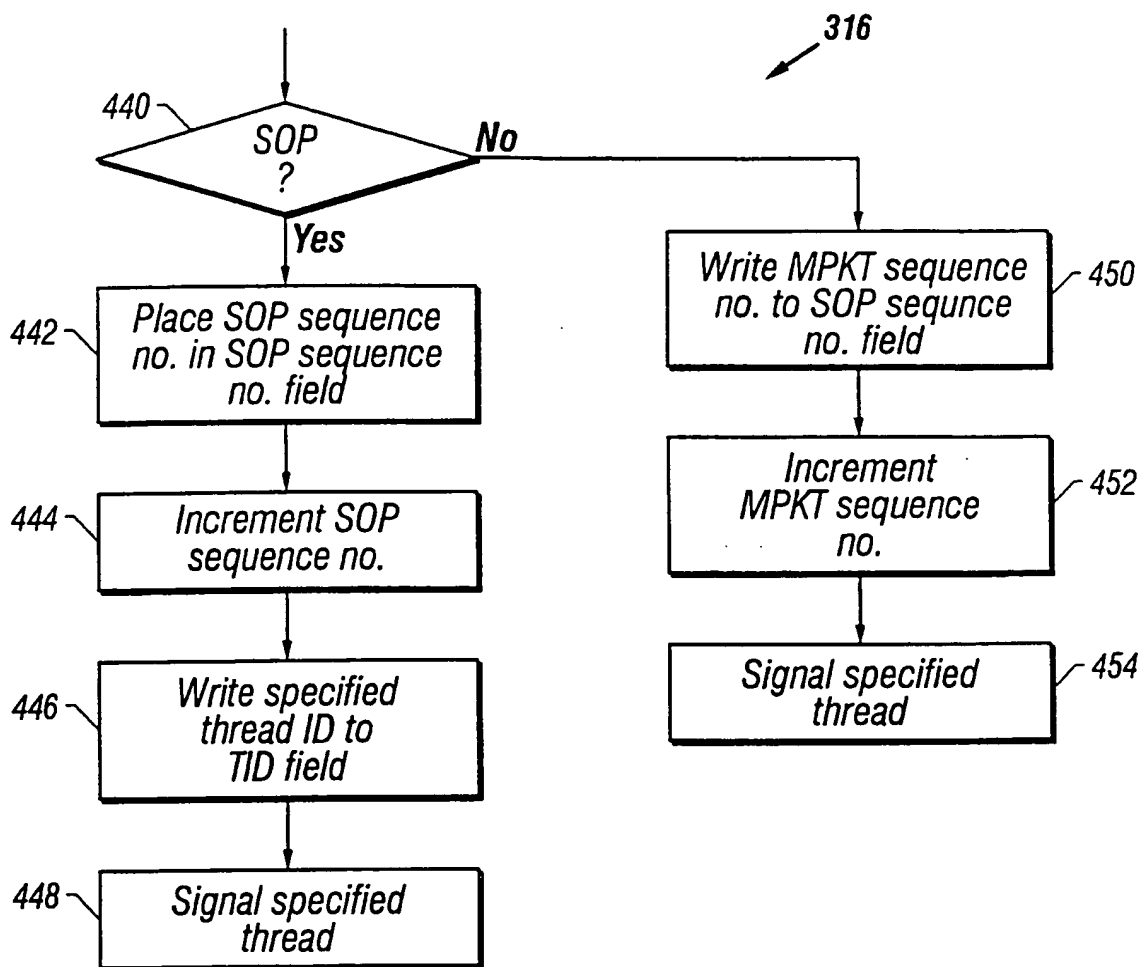 316
440
SOP
?
No
Yes
442
Place SOP sequence
no. in SOP sequence
no. field
444
Increment SOP
sequence no.
446
Write specified
thread ID to
TID field
448
Signal specified
thread
Write MPKT sequence
no. to SOP sequnce
no. field
450
Increment
MPKT sequence
no.
452
Signal specified
thread
454